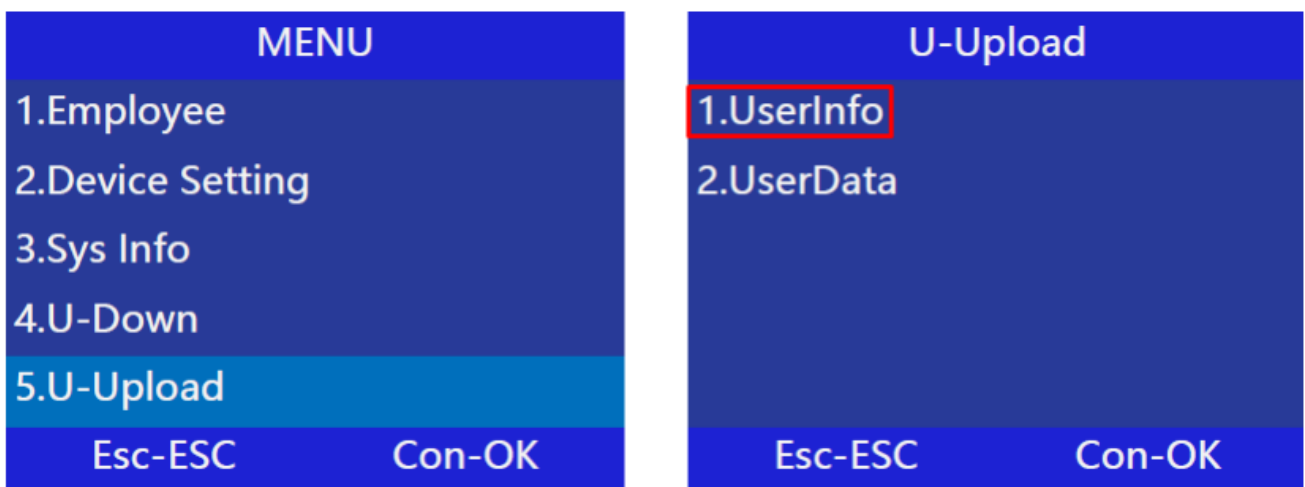 MENU
1.Employee
2.Device Setting
3.Sys Info
4.U-Down
5.U-Upload
Esc-ESC Con-OK
U-Upload
1.UserInfo
2.UserData
Esc-ESC Con-OK